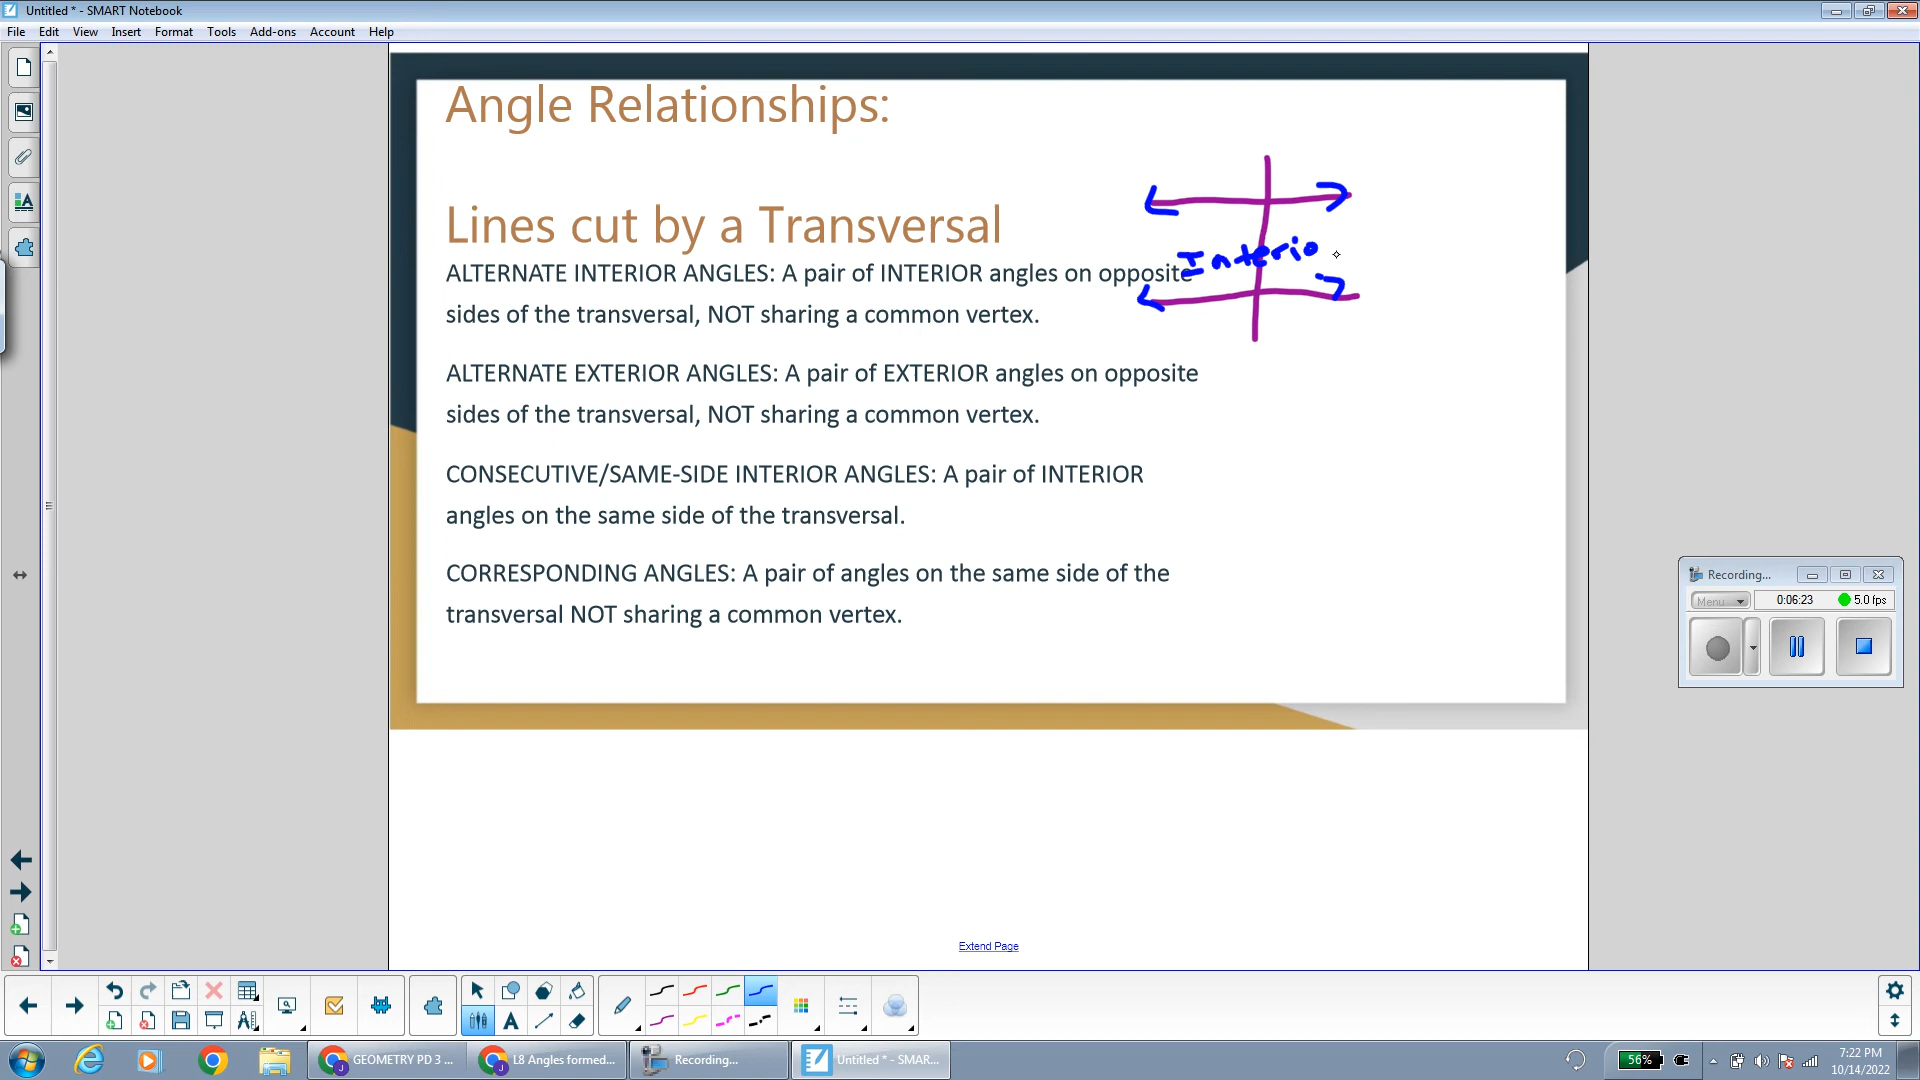 Untitled * - SMART Notebook
File Edit View Insert Format Tools Add-ons Account Help
Angle Relationships:
Lines cut by a Transversal
Interio
ALTERNATE INTERIOR ANGLES: A pair of INTERIOR angles on opposite
sides of the transversal, NOT sharing a common vertex.
ALTERNATE EXTERIOR ANGLES: A pair of EXTERIOR angles on opposite
sides of the transversal, NOT sharing a common vertex.
CONSECUTIVE/SAME-SIDE INTERIOR ANGLES: A pair of INTERIOR
angles on the same side of the transversal.
CORRESPONDING ANGLES: A pair of angles on the same side of the
transversal NOT sharing a common vertex.
Recording...
Menu 0:06:23 5.0 fps
Extend Page
GEOMETRY PD 3 ... L8 Angles formed... Recording... Untitled * - SMAR... 56% 7:22 PM
10/14/2022